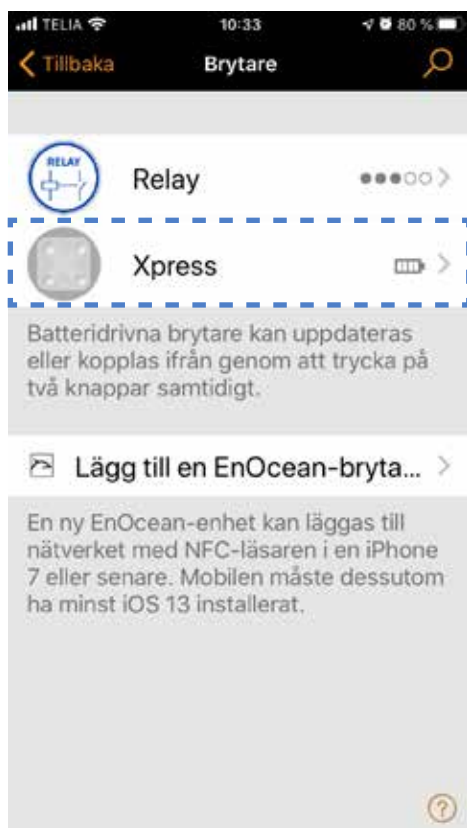 TELIA 10:33 80 %
Tillbaka Brytare
RELAY
Relay
Xpress
Batteridrivna brytare kan uppdateras
eller kopplas ifrån genom att trycka på
två knappar samtidigt.
Lägg till en EnOcean-bryta...
En ny EnOcean-enhet kan läggas till
nätverket med NFC-läsaren i en iPhone
7 eller senare. Mobilen måste dessutom
ha minst iOS 13 installerat.
?